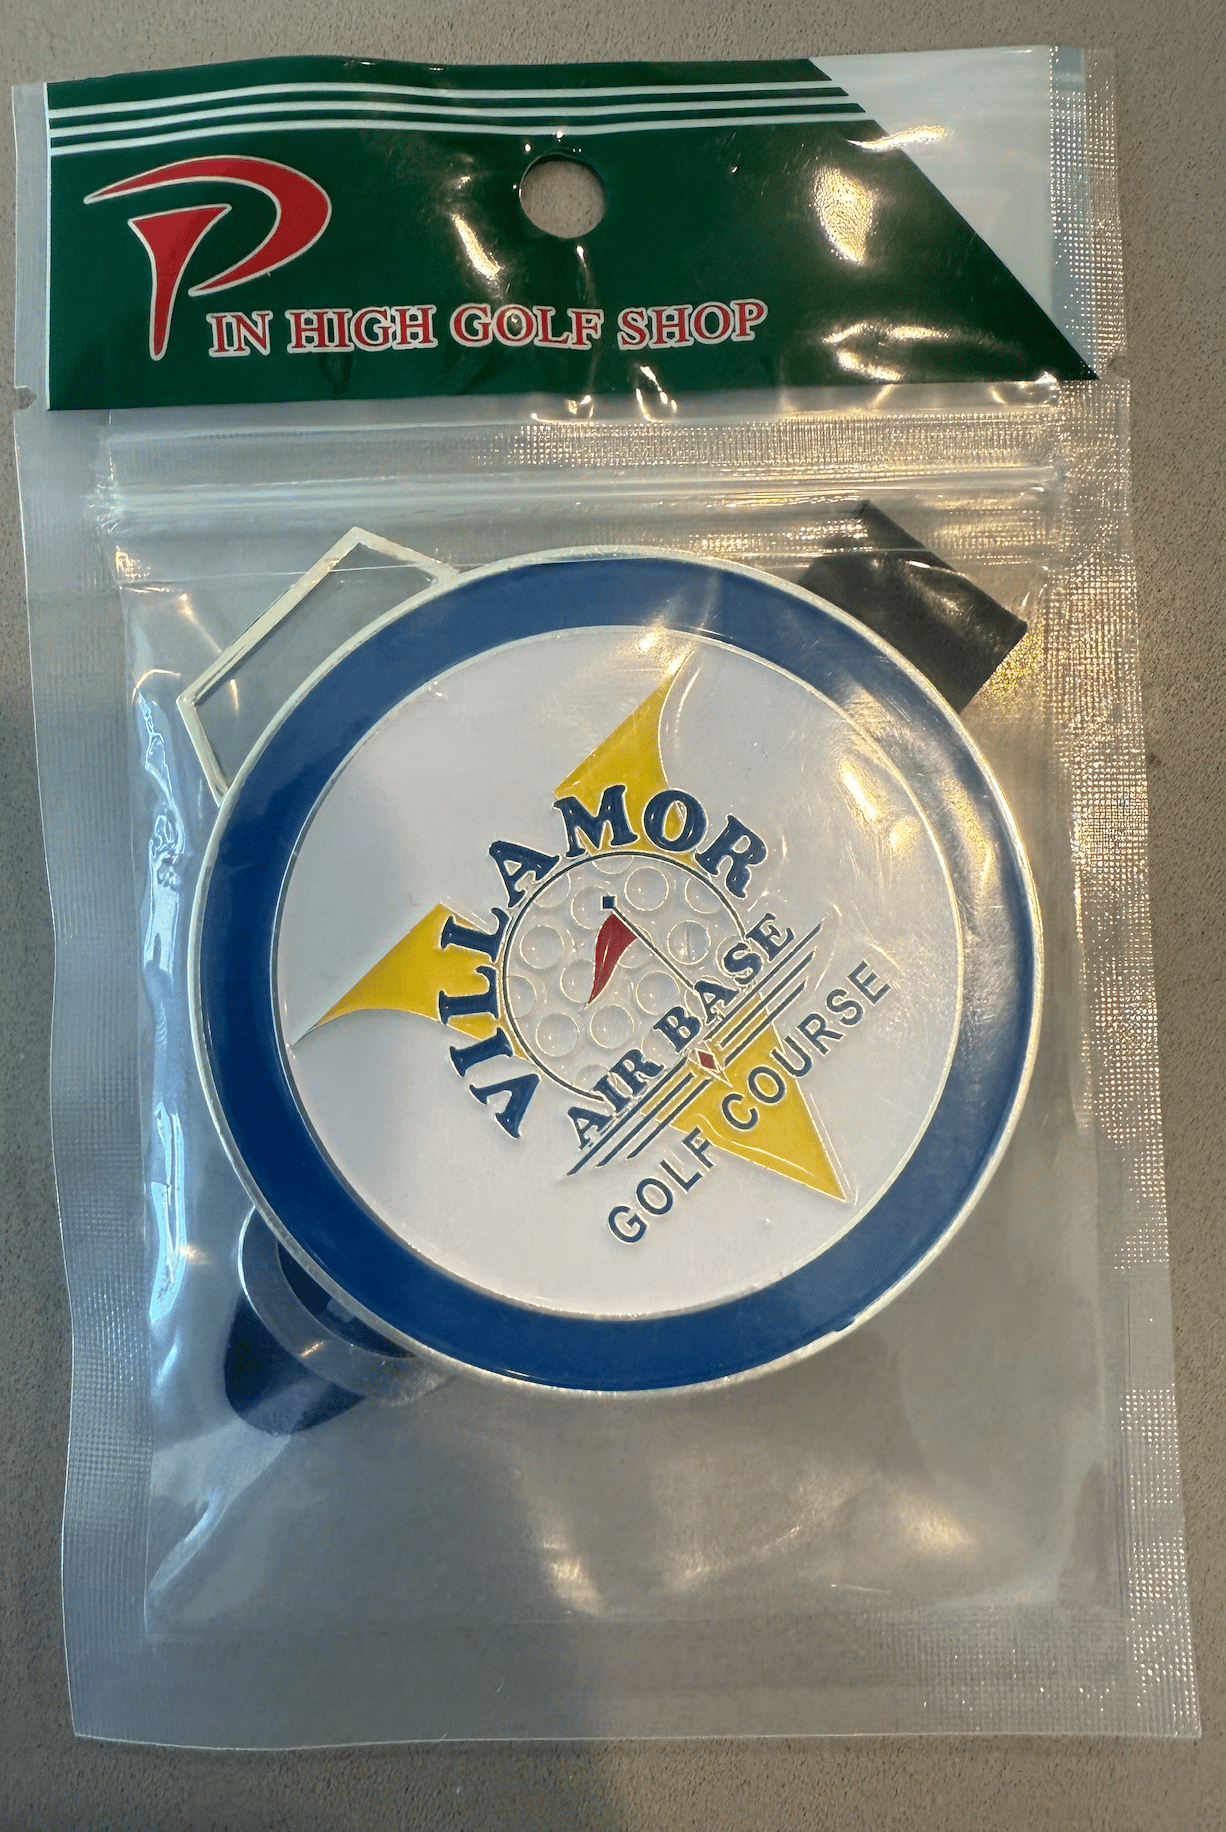 PIN HIGH GOLF SHOP
VILLAMOR
AIR BASE
GOLF COURSE